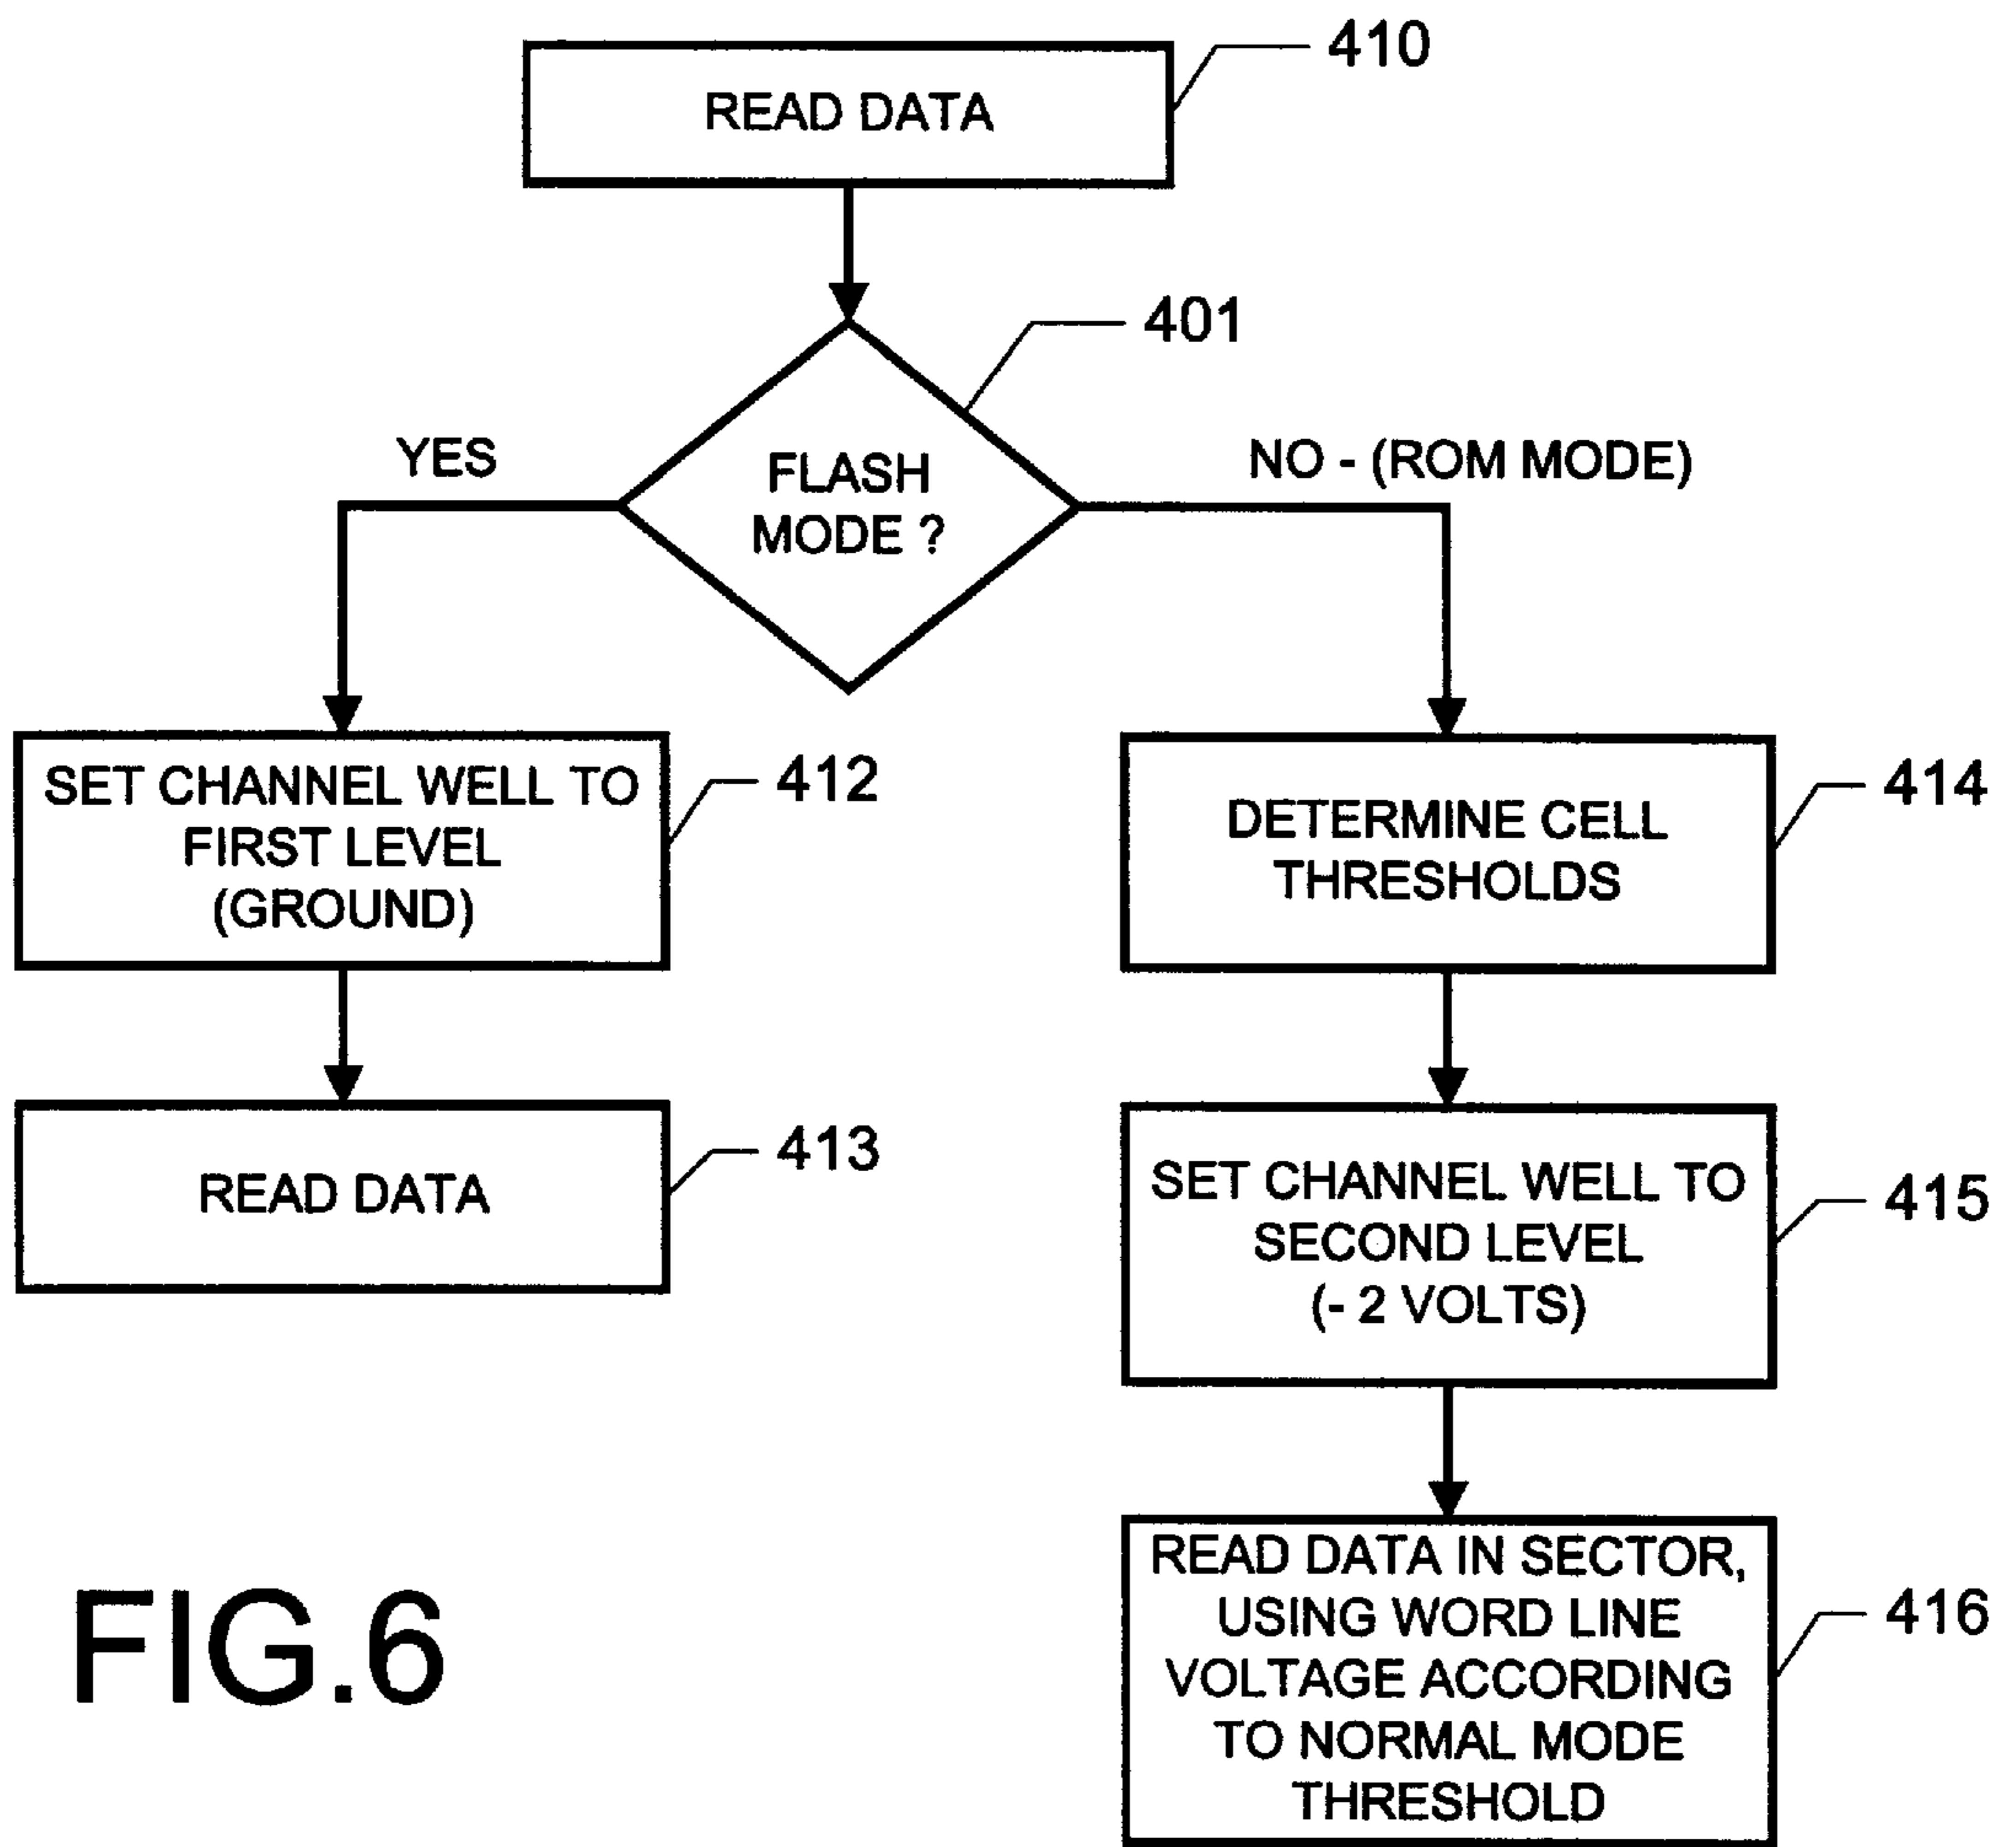 410
READ DATA
401
YES
FLASH
MODE ?
NO - (ROM MODE)
SET CHANNEL WELL TO
FIRST LEVEL
(GROUND)
412
DETERMINE CELL
THRESHOLDS
414
READ DATA
413
SET CHANNEL WELL TO
SECOND LEVEL
(- 2 VOLTS)
415
READ DATA IN SECTOR,
USING WORD LINE
VOLTAGE ACCORDING
TO NORMAL MODE
THRESHOLD
416
FIG.6